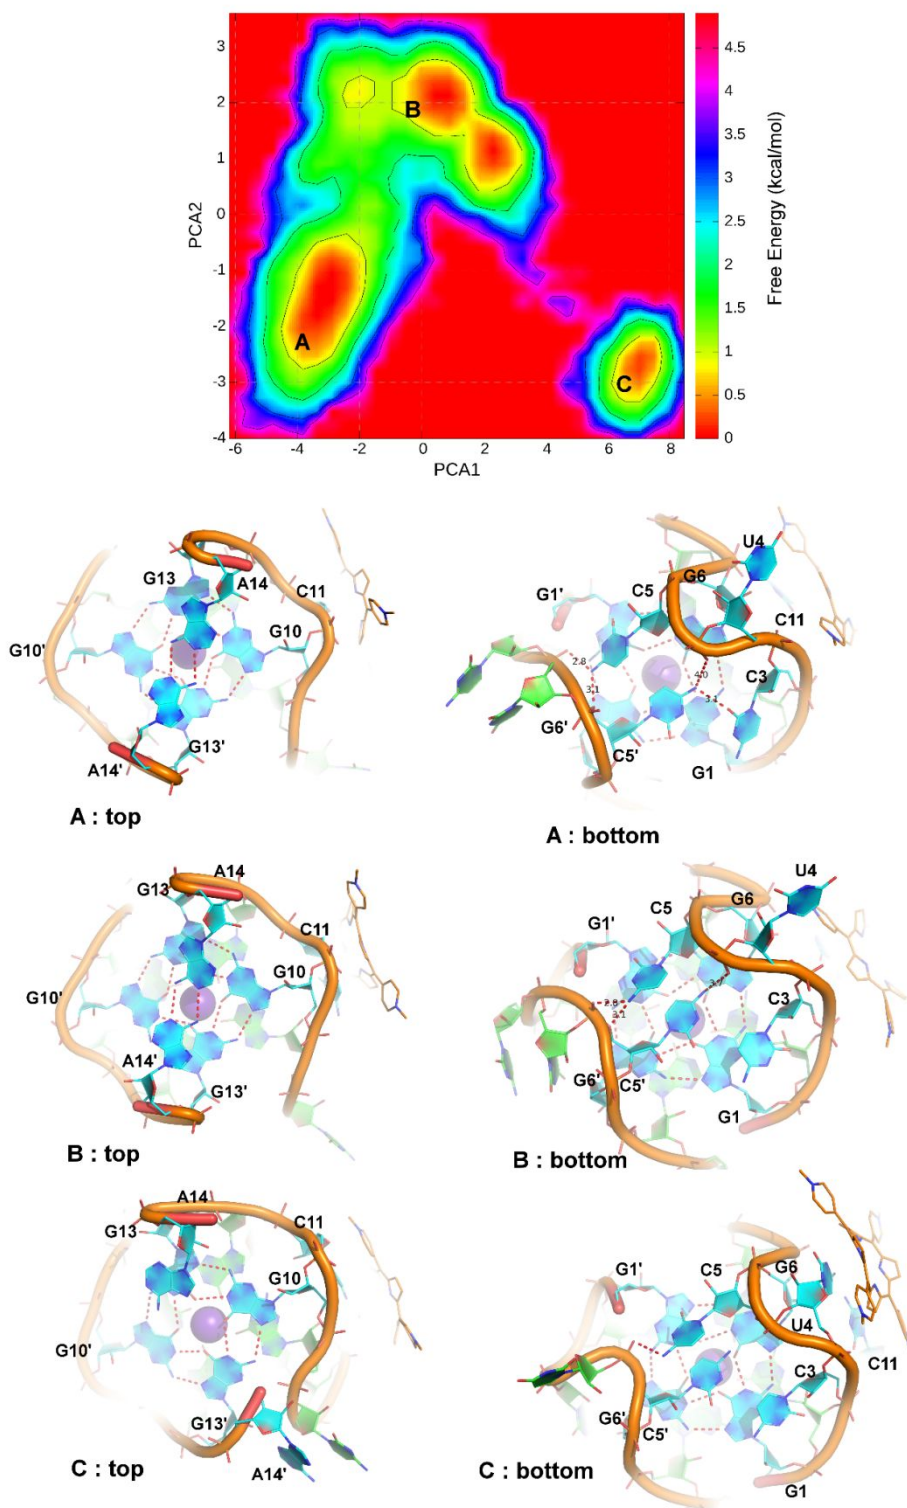 3
2
1
0
-1
-2
-3
-4
PCA2
-6
-4
-2
0
2
4
6
8
PCA1
A
B
C
4.5
4
3.5
3
2.5
2
1.5
1
0.5
0
Free Energy (kcal/mol)
G13
A14
C11
G10'
G10
G13'
A14'
A : top
U4
G6
C5
G1'
C11
2.8
4.0
C3
3.1
3.1
G6'
C5'
G1
A : bottom
A14
G13
C11
G10
G10'
A14'
G13'
B : top
U4
G6
C5
G1'
2.8
3.1
C3
G6'
C5'
G1
B : bottom
A14
G13
C11
G10
G10'
G13'
A14'
C : top
G1'
C5
G6
U4
C11
C3
G6'
C5'
G1
C : bottom